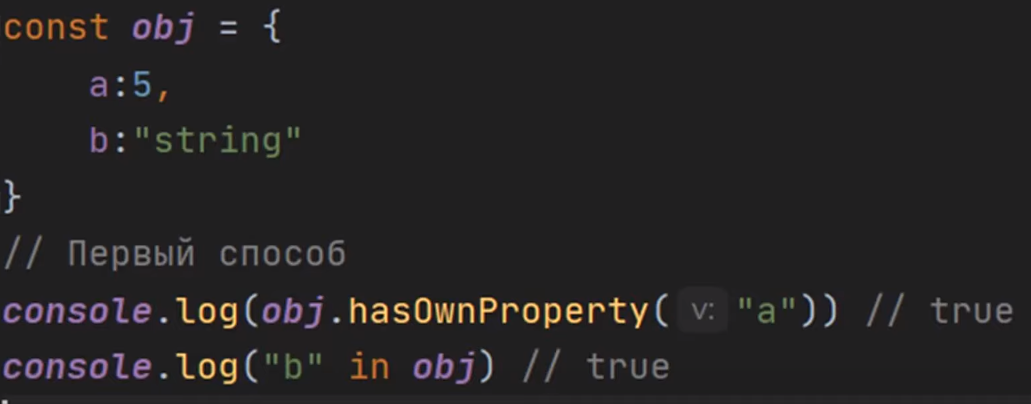 const obj = {
    a:5,
    b:"string"
}
// Первый способ
console.log(obj.hasOwnProperty( v: "a")) // true
console.log("b" in obj) // true